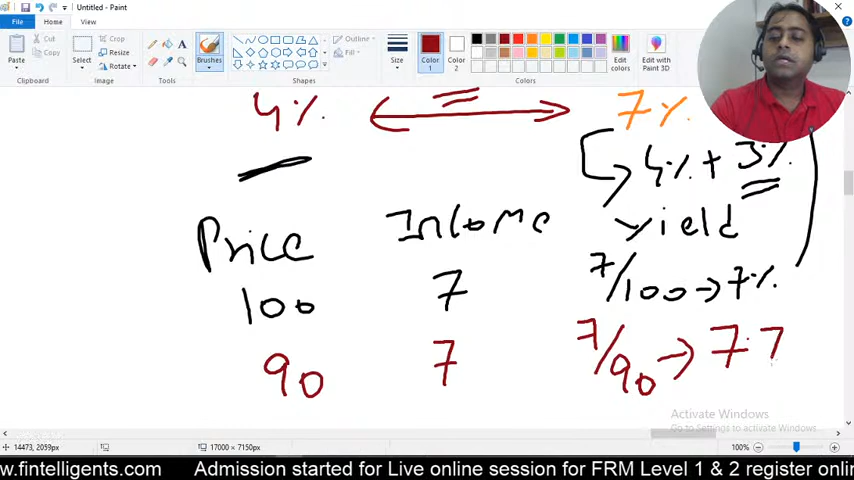 Untitled - Paint
File Home View
Paste
Cut
Copy
Clipboard
Select
Crop
Resize
Rotate
Image
A
Tools
Brushes
Outline
Fill
Shapes
Size
Color 1
Color 2
Edit colors
Edit with Paint 3D
Colors
4% 7%
4% + 3%
Price Income yield
100 7 7/100 → 7%
90 7 7/90 → 7.7
Activate Windows
Go to Settings to activate Windows.
14473, 2059px
17000 × 7150px
100%
w.fintelligents.com Admission started for Live online session for FRM Level 1 & 2 register onlin